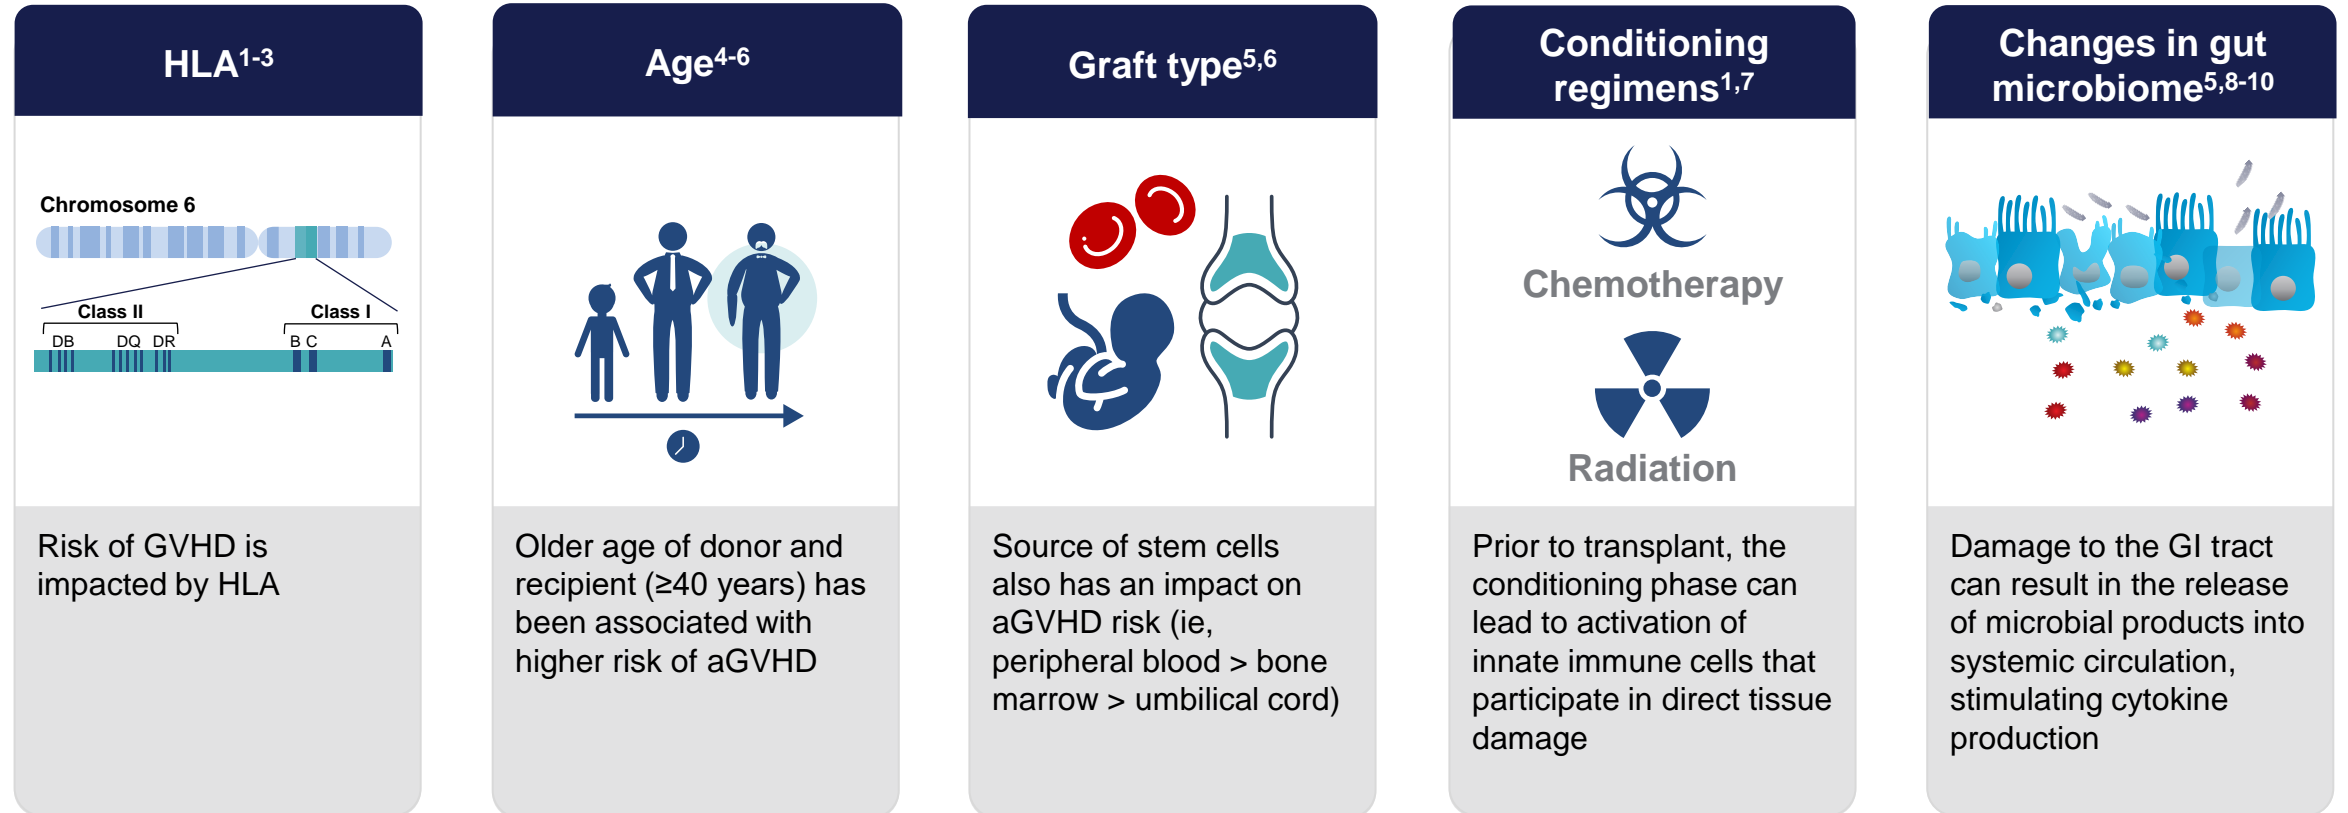 HLA1-3
Chromosome 6
Class II
Class I
DB DQ DR B C A
Risk of GVHD is
impacted by HLA
Age4-6
Older age of donor and
recipient (≥40 years) has
been associated with
higher risk of aGVHD
Graft type5,6
Source of stem cells
also has an impact on
aGVHD risk (ie,
peripheral blood > bone
marrow > umbilical cord)
Conditioning
regimens1,7
Chemotherapy
Radiation
Prior to transplant, the
conditioning phase can
lead to activation of
innate immune cells that
participate in direct tissue
damage
Changes in gut
microbiome5,8-10
Damage to the GI tract
can result in the release
of microbial products into
systemic circulation,
stimulating cytokine
production